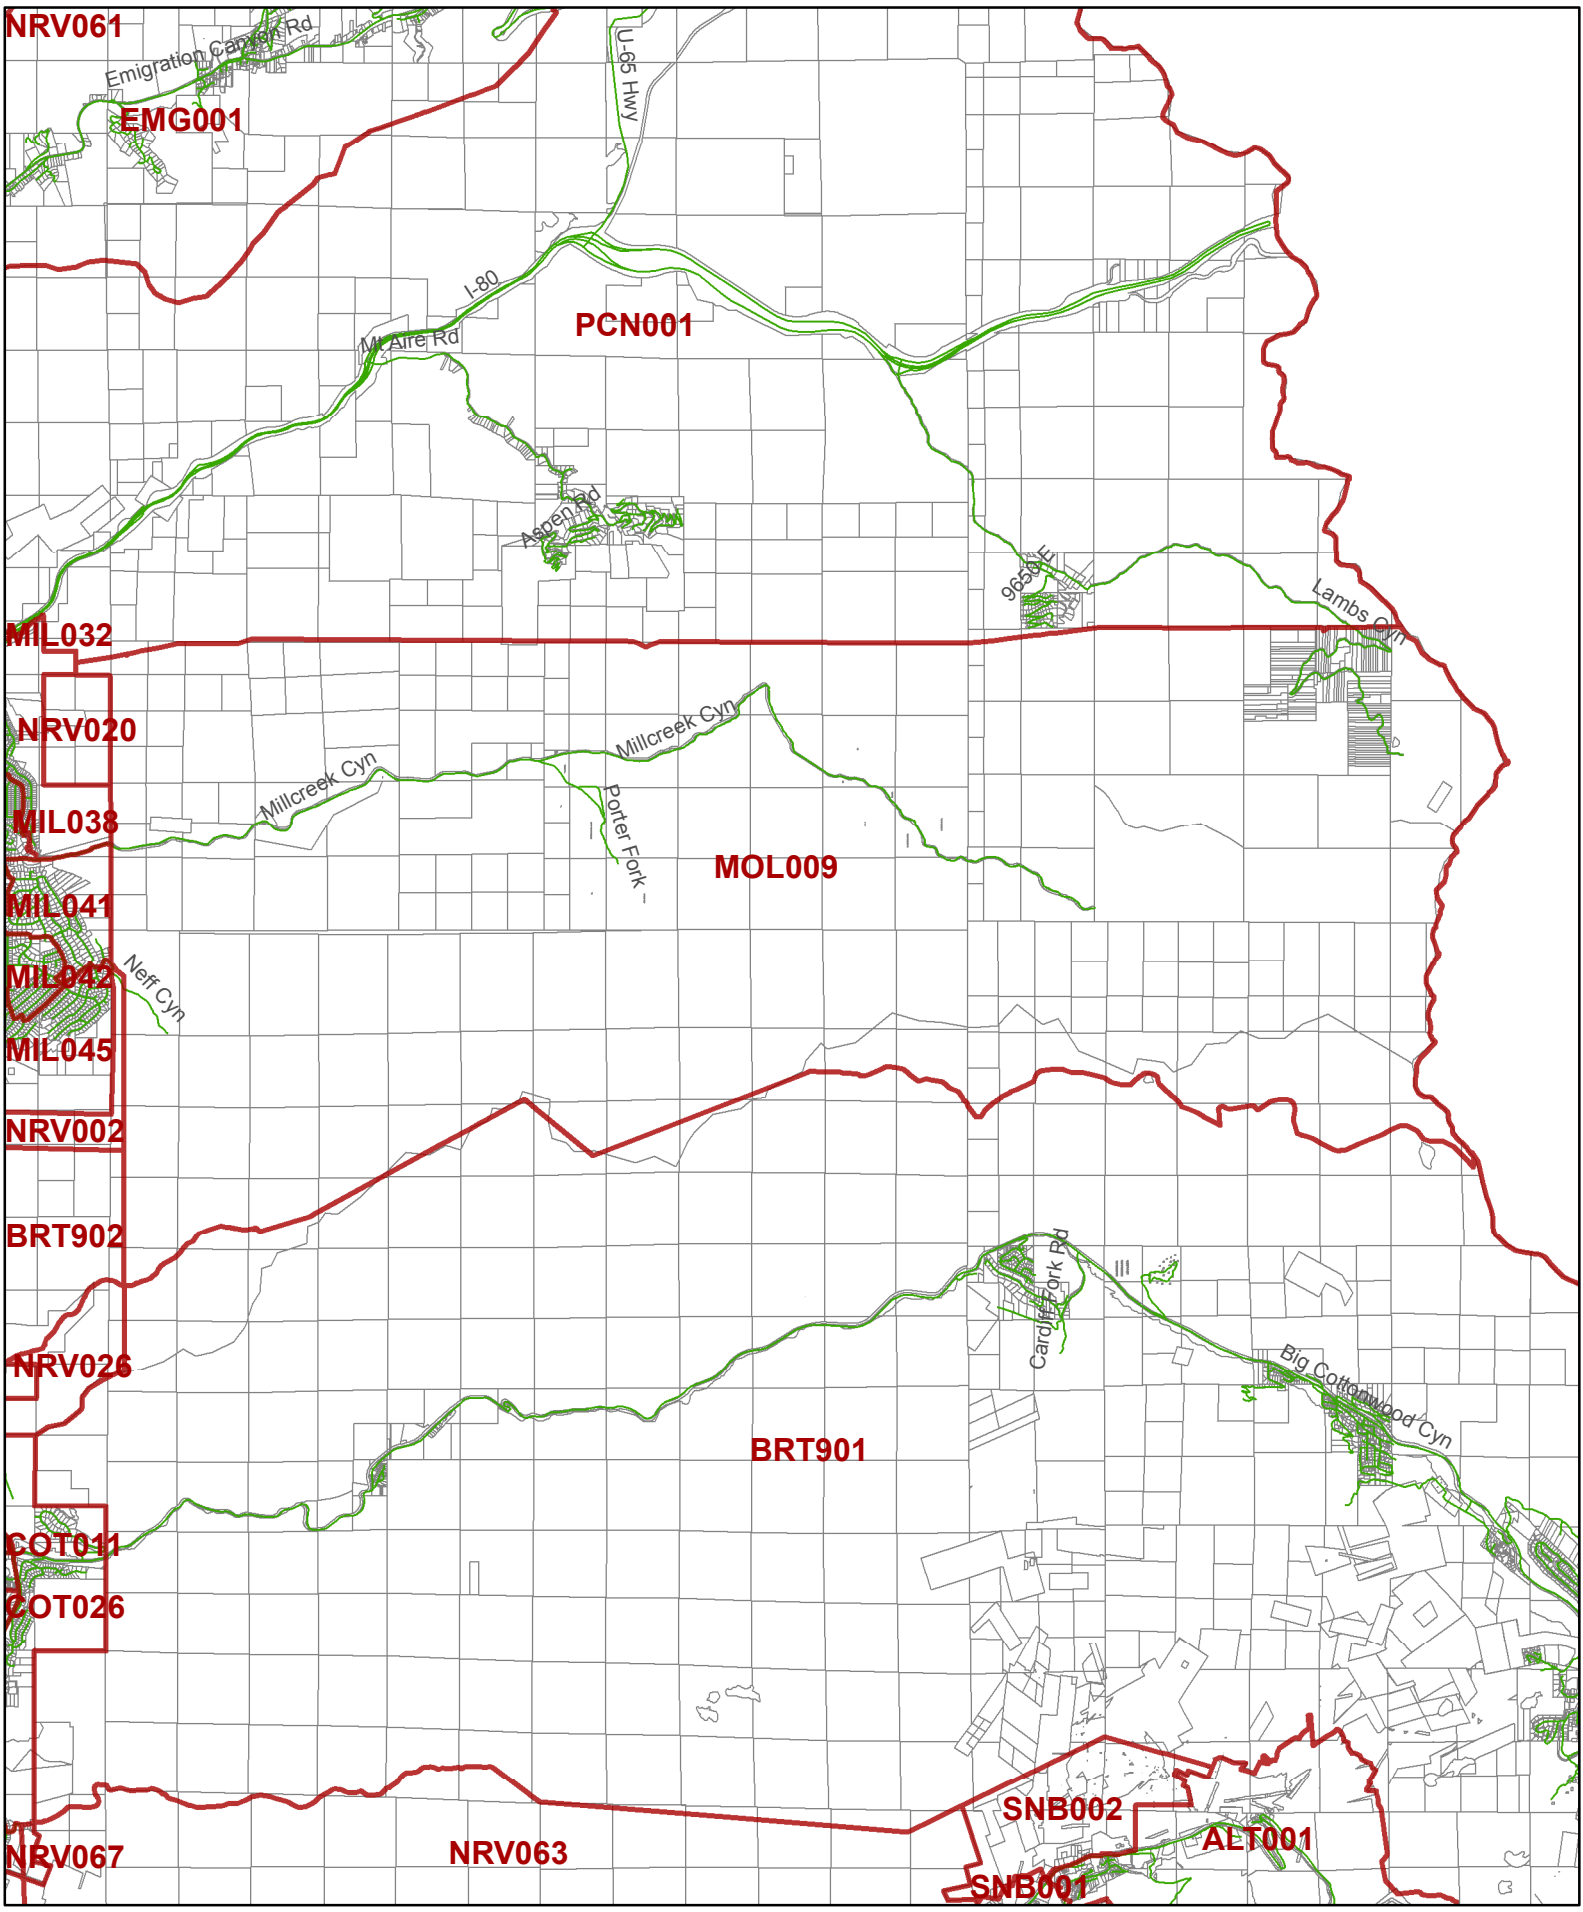 NRV061
Emigration Canyon Rd
U-65 Hwy
EMG001
I-80
PCN001
Mt Aire Rd
Aspen Rd
9650 E
Lambs Cyn
MIL032
NRV020
Millcreek Cyn
Millcreek Cyn
MIL038
Porter Fork
MOL009
MIL041
MIL042
Neff Cyn
MIL045
NRV002
BRT902
Cardiff Fork Rd
NRV026
Big Cottonwood Cyn
BRT901
COT011
COT026
SNB002
ALT001
NRV067
NRV063
SNB001